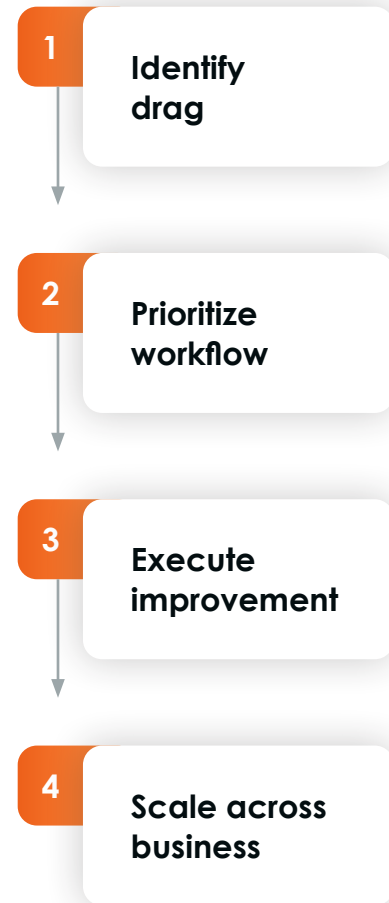 1
Identify
drag
2
Prioritize
workflow
3
Execute
improvement
4
Scale across
business